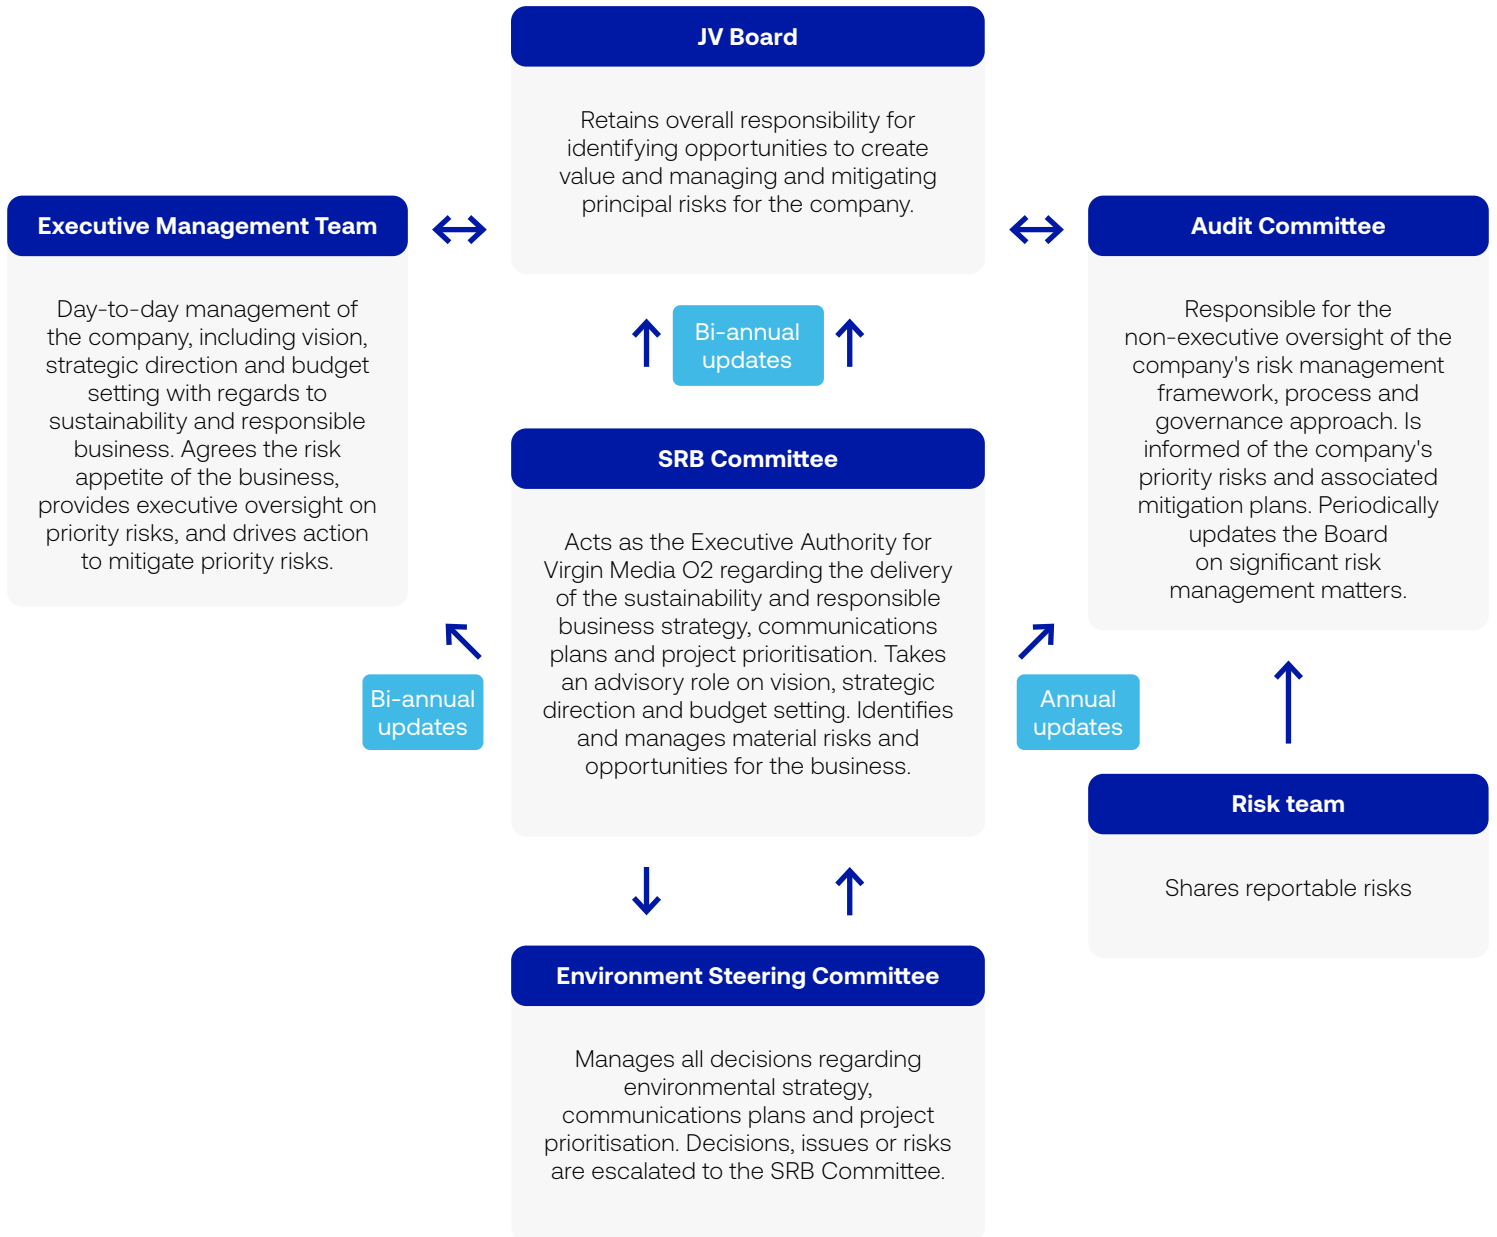 JV Board
Retains overall responsibility for
identifying opportunities to create
value and managing and mitigating
principal risks for the company.
Executive Management Team
Day-to-day management of
the company, including vision,
strategic direction and budget
setting with regards to
sustainability and responsible
business. Agrees the risk
appetite of the business,
provides executive oversight on
priority risks, and drives action
to mitigate priority risks.
Audit Committee
Responsible for the
non-executive oversight of the
company's risk management
framework, process and
governance approach. Is
informed of the company's
priority risks and associated
mitigation plans. Periodically
updates the Board
on significant risk
management matters.
Bi-annual
updates
SRB Committee
Acts as the Executive Authority for
Virgin Media O2 regarding the delivery
of the sustainability and responsible
business strategy, communications
plans and project prioritisation. Takes
an advisory role on vision, strategic
direction and budget setting. Identifies
and manages material risks and
opportunities for the business.
Bi-annual
updates
Annual
updates
Risk team
Shares reportable risks
Environment Steering Committee
Manages all decisions regarding
environmental strategy,
communications plans and project
prioritisation. Decisions, issues or risks
are escalated to the SRB Committee.